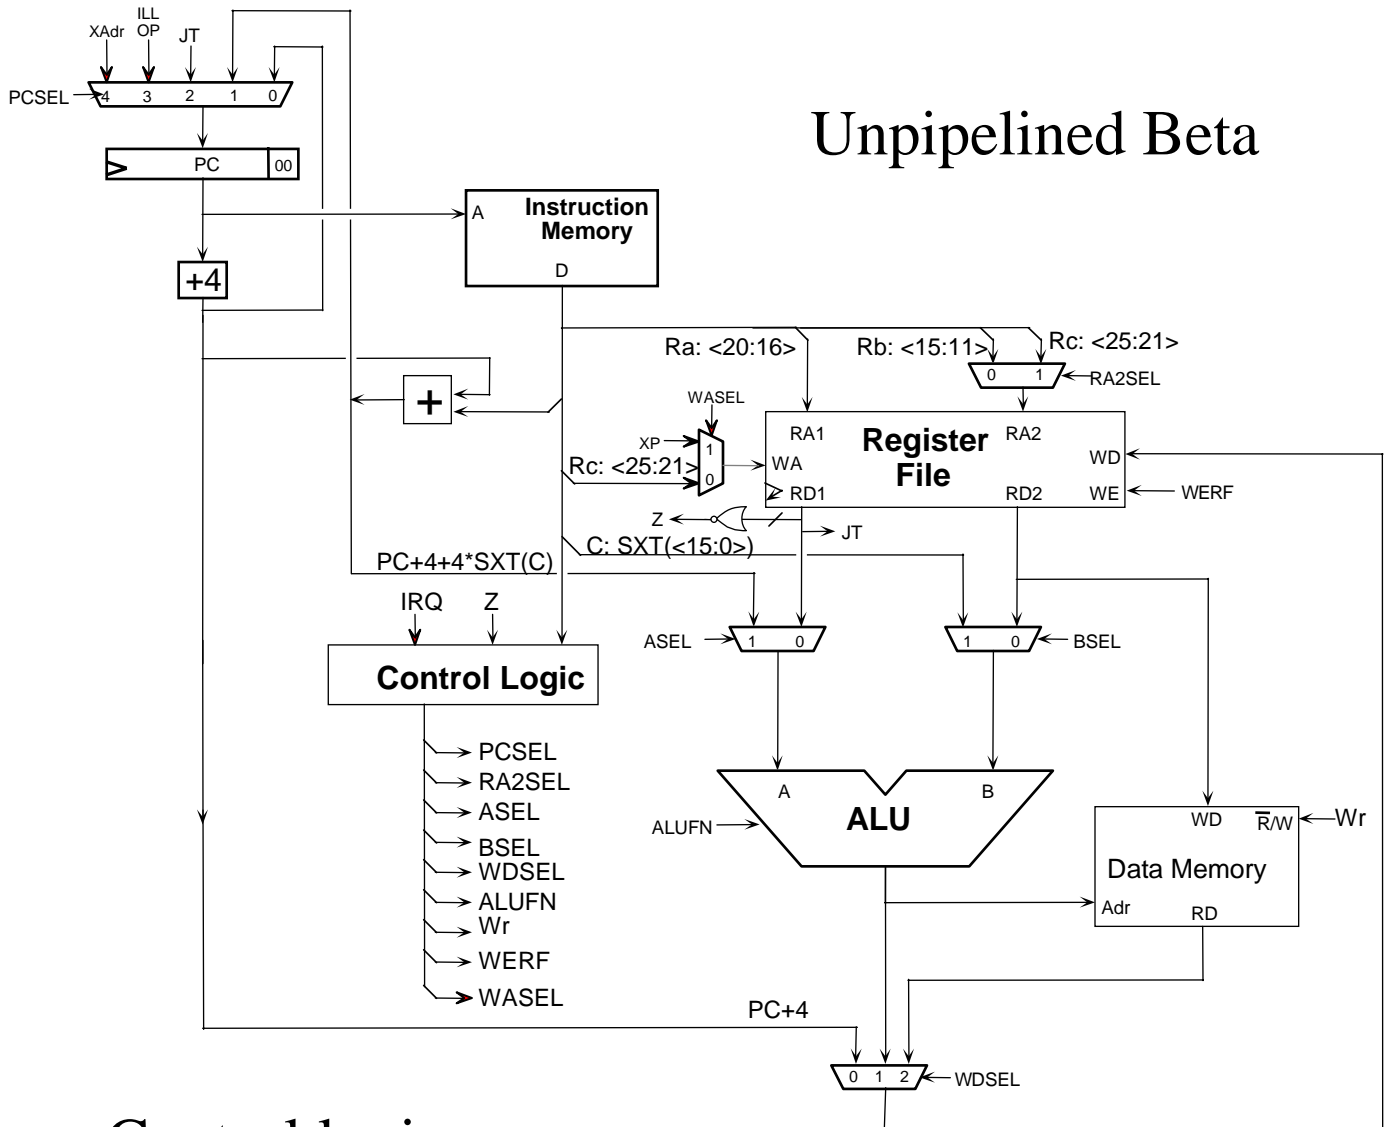 ILL
XAdr OP JT
PCSEL 4 3 2 1 0
Unpipelined Beta
PC 00
A Instruction
Memory
D
+4
Ra: <20:16> Rb: <15:11> Rc: <25:21>
0 1 RA2SEL
+
WASEL
XP 1
Rc: <25:21> 0
RA1 Register RA2
File
WA WD
RD1 RD2 WE WERF
Z JT
C: SXT(<15:0>)
PC+4+4*SXT(C)
IRQ Z
ASEL 1 0 1 0 BSEL
Control Logic
PCSEL
RA2SEL
ASEL
BSEL
WDSEL
ALUFN
Wr
WERF
WASEL
A B
ALUFN ALU
WD R/W Wr
Data Memory
Adr RD
PC+4
0 1 2 WDSEL